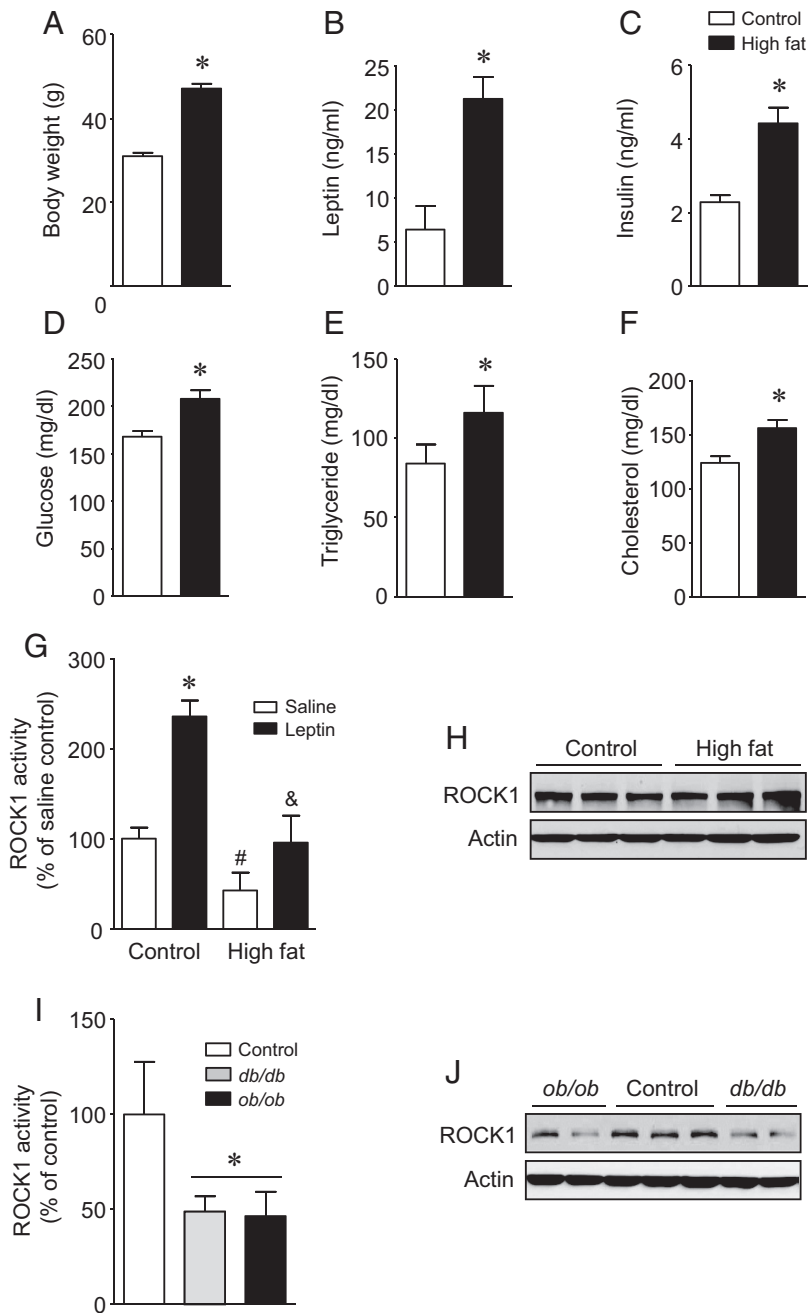 A
Body weight (g)
60
40
20
0
*
B
Leptin (ng/ml)
25
20
15
10
5
0
*
C
Control
High fat
Insulin (ng/ml)
6
4
2
0
*
D
Glucose (mg/dl)
250
200
150
100
50
0
*
E
Triglyceride (mg/dl)
150
100
50
0
*
F
Cholesterol (mg/dl)
200
150
100
50
0
*
G
ROCK1 activity
(% of saline control)
300
200
100
0
*
#
&
Saline
Leptin
Control High fat
H
Control High fat
ROCK1
Actin
I
ROCK1 activity
(% of control)
150
100
50
0
*
Control
db/db
ob/ob
J
ob/ob Control db/db
ROCK1
Actin